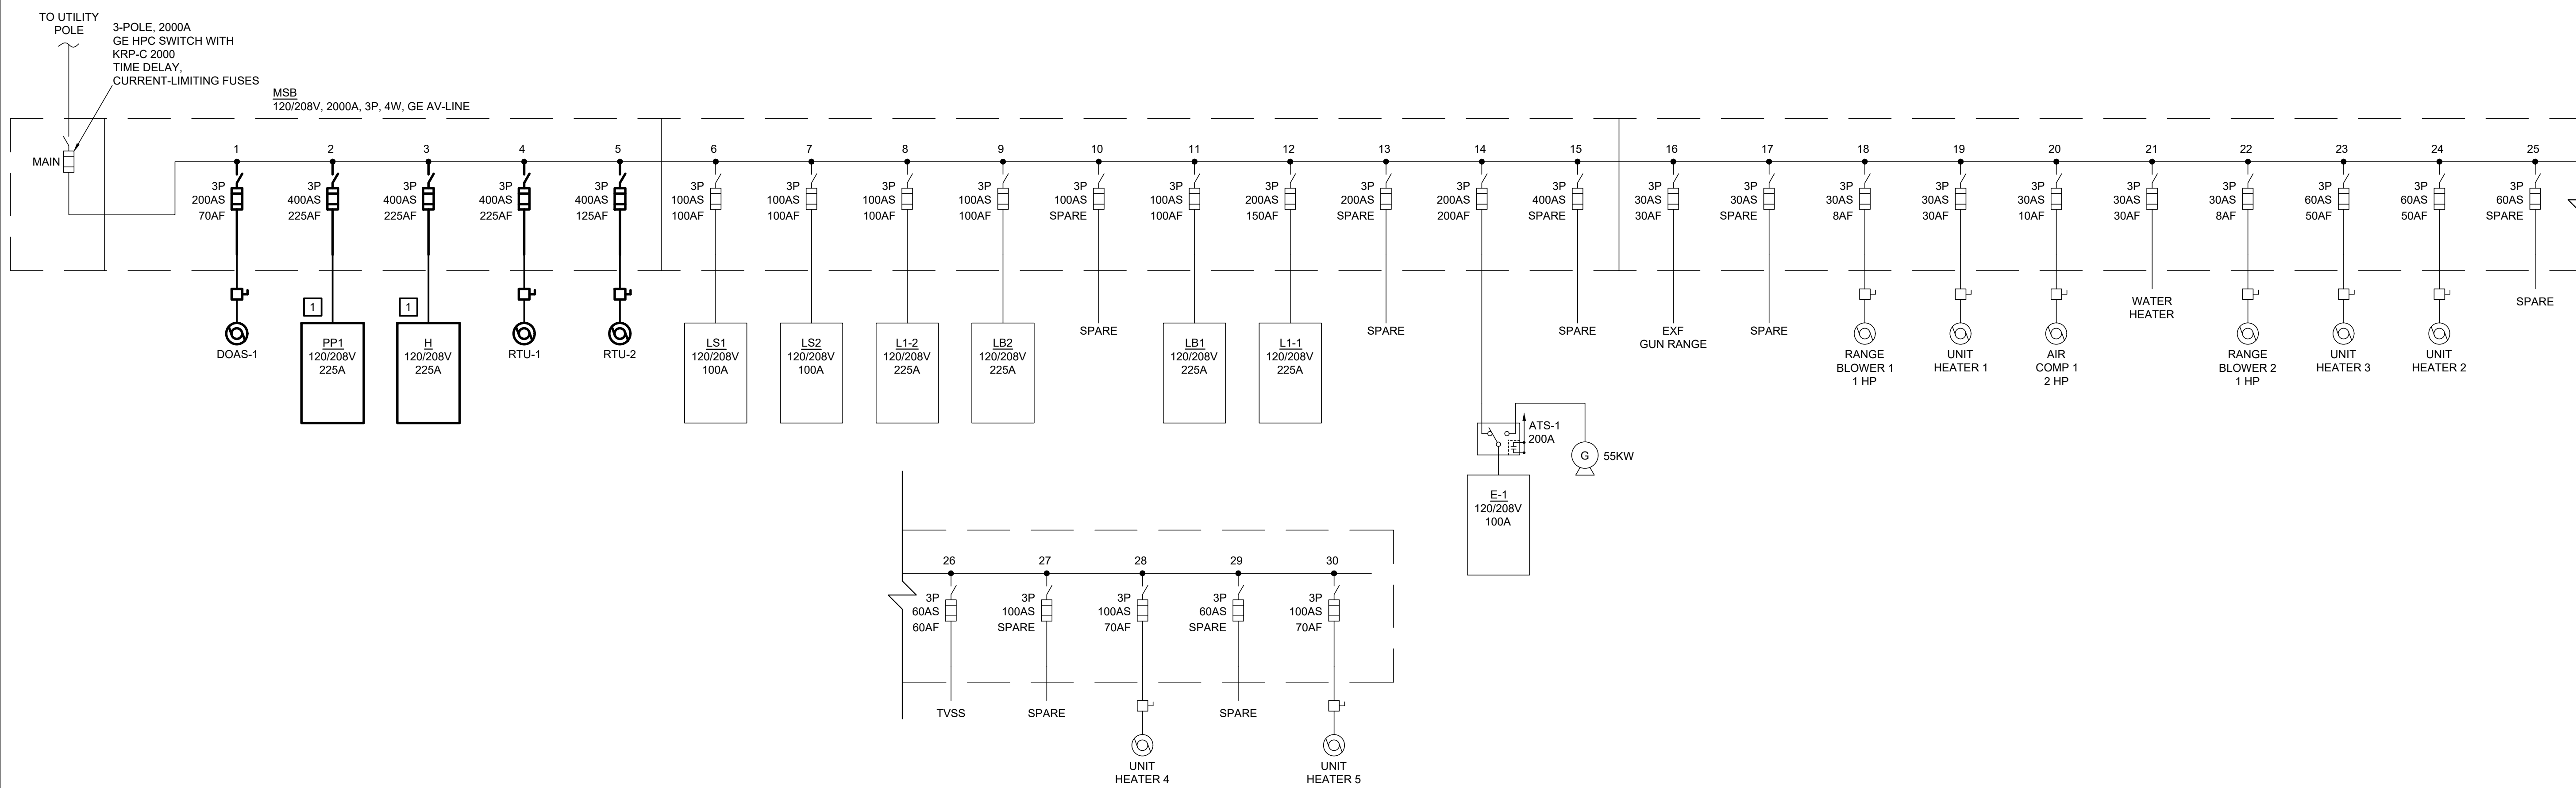 TO UTILITY
POLE
3-POLE, 2000A
GE HPC SWITCH WITH
KRP-C 2000
TIME DELAY,
CURRENT-LIMITING FUSES
MSB
120/208V, 2000A, 3P, 4W, GE AV-LINE
MAIN
1
3P
200AS
70AF
DOAS-1
2
3P
400AS
225AF
1
PP1
120/208V
225A
3
3P
400AS
225AF
1
H
120/208V
225A
4
3P
400AS
225AF
RTU-1
5
3P
400AS
125AF
RTU-2
6
3P
100AS
100AF
LS1
120/208V
100A
7
3P
100AS
100AF
LS2
120/208V
100A
8
3P
100AS
100AF
L1-2
120/208V
225A
9
3P
100AS
100AF
LB2
120/208V
225A
10
3P
100AS
SPARE
SPARE
11
3P
100AS
100AF
LB1
120/208V
225A
12
3P
200AS
150AF
L1-1
120/208V
225A
13
3P
200AS
SPARE
SPARE
14
3P
200AS
200AF
ATS-1
200A
G
55KW
E-1
120/208V
100A
15
3P
400AS
SPARE
SPARE
16
3P
30AS
30AF
EXF
GUN RANGE
17
3P
30AS
SPARE
SPARE
18
3P
30AS
8AF
RANGE
BLOWER 1
1 HP
19
3P
30AS
30AF
UNIT
HEATER 1
20
3P
30AS
10AF
AIR
COMP 1
2 HP
21
3P
30AS
30AF
WATER
HEATER
22
3P
30AS
8AF
RANGE
BLOWER 2
1 HP
23
3P
60AS
50AF
UNIT
HEATER 3
24
3P
60AS
50AF
UNIT
HEATER 2
25
3P
60AS
SPARE
SPARE
26
3P
60AS
60AF
TVSS
27
3P
100AS
SPARE
SPARE
28
3P
100AS
70AF
UNIT
HEATER 4
29
3P
60AS
SPARE
SPARE
30
3P
100AS
70AF
UNIT
HEATER 5